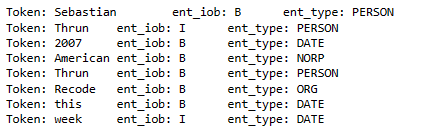 Token: Sebastian ent_iob: B ent_type: PERSON
Token: Thrun ent_iob: I ent_type: PERSON
Token: 2007 ent_iob: B ent_type: DATE
Token: American ent_iob: B ent_type: NORP
Token: Thrun ent_iob: B ent_type: PERSON
Token: Recode ent_iob: B ent_type: ORG
Token: this ent_iob: B ent_type: DATE
Token: week ent_iob: I ent_type: DATE